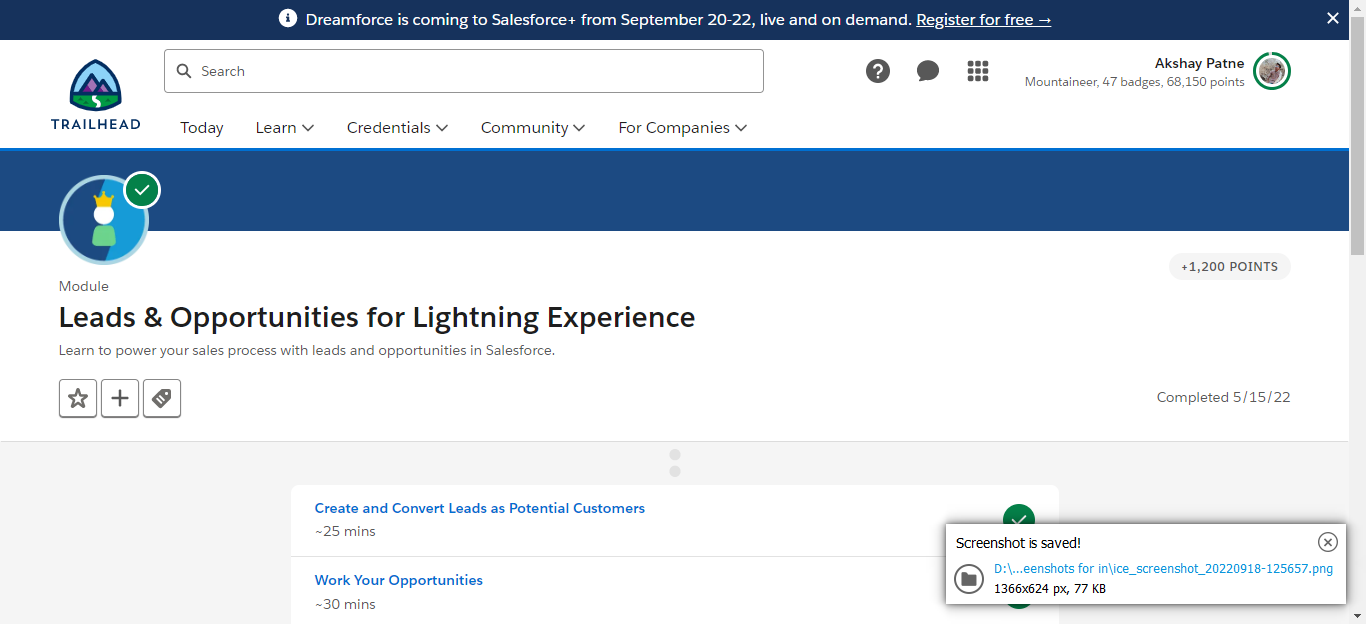 Dreamforce is coming to Salesforce+ from September 20-22, live and on demand. Register for free →
Search
Akshay Patne
Mountaineer, 47 badges, 68,150 points
TRAILHEAD
Today Learn Credentials Community For Companies
+1,200 POINTS
Module
Leads & Opportunities for Lightning Experience
Learn to power your sales process with leads and opportunities in Salesforce.
Completed 5/15/22
Create and Convert Leads as Potential Customers
~25 mins
Work Your Opportunities
~30 mins
Screenshot is saved!
D:\...eenshots for in\ice_screenshot_20220918-125657.png
1366x624 px, 77 KB